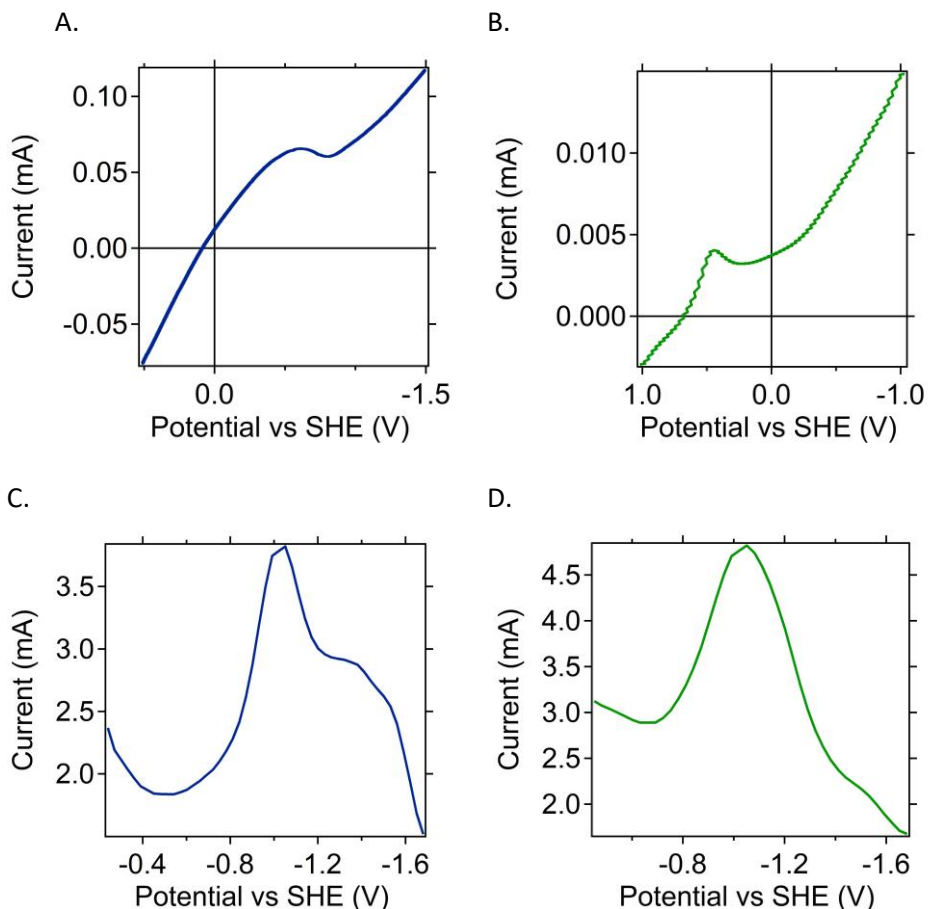 A.
B.
0.10
0.05
0.00
-0.05
Current (mA)
0.0
-1.5
Potential vs SHE (V)
0.010
0.005
0.000
Current (mA)
1.0
0.0
-1.0
Potential vs SHE (V)
C.
D.
3.5
3.0
2.5
2.0
Current (mA)
-0.4
-0.8
-1.2
-1.6
Potential vs SHE (V)
4.5
4.0
3.5
3.0
2.5
2.0
Current (mA)
-0.8
-1.2
-1.6
Potential vs SHE (V)